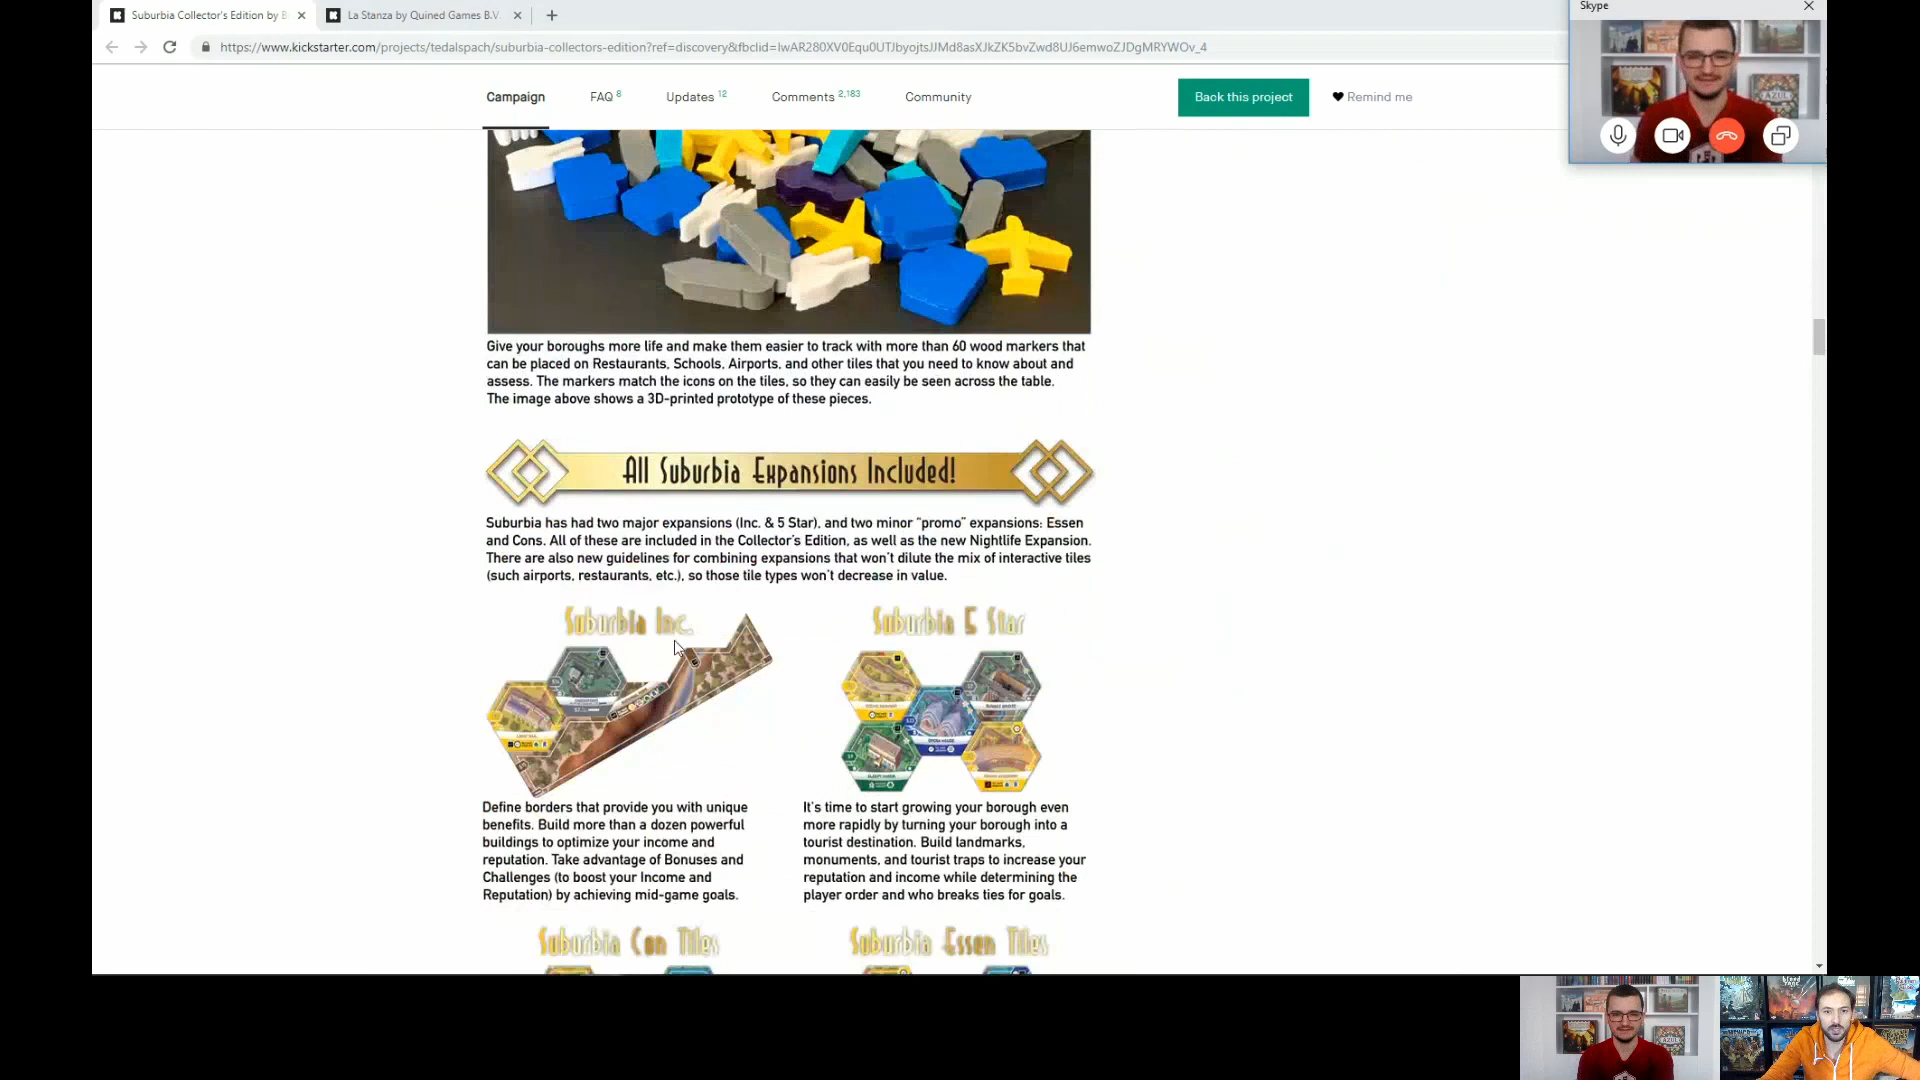 Suburbia Collector's Edition by B
La Stanza by Quined Games B.V.
Skype
https://www.kickstarter.com/projects/tedalspach/suburbia-collectors-edition?ref=discovery&fbclid=IwAR280XV0Equ0UTJbyojtsJJMd8asXJkZK5bvZwd8UJ6emwoZJDgMRYWOv_4
Campaign FAQ 8 Updates 12 Comments 2,183 Community Back this project Remind me
AZUL
Give your boroughs more life and make them easier to track with more than 60 wood markers that
can be placed on Restaurants, Schools, Airports, and other tiles that you need to know about and
assess. The markers match the icons on the tiles, so they can easily be seen across the table.
The image above shows a 3D-printed prototype of these pieces.
All Suburbia Expansions Included!
Suburbia has had two major expansions (Inc. & 5 Star), and two minor “promo” expansions: Essen
and Cons. All of these are included in the Collector's Edition, as well as the new Nightlife Expansion.
There are also new guidelines for combining expansions that won't dilute the mix of interactive tiles
(such airports, restaurants, etc.), so those tile types won't decrease in value.
Suburbia Inc.
Suburbia 5 Star
Define borders that provide you with unique
benefits. Build more than a dozen powerful
buildings to optimize your income and
reputation. Take advantage of Bonuses and
Challenges (to boost your Income and
Reputation) by achieving mid-game goals.
It's time to start growing your borough even
more rapidly by turning your borough into a
tourist destination. Build landmarks,
monuments, and tourist traps to increase your
reputation and income while determining the
player order and who breaks ties for goals.
Suburbia Con Tiles
Suburbia Essen Tiles
AZUL